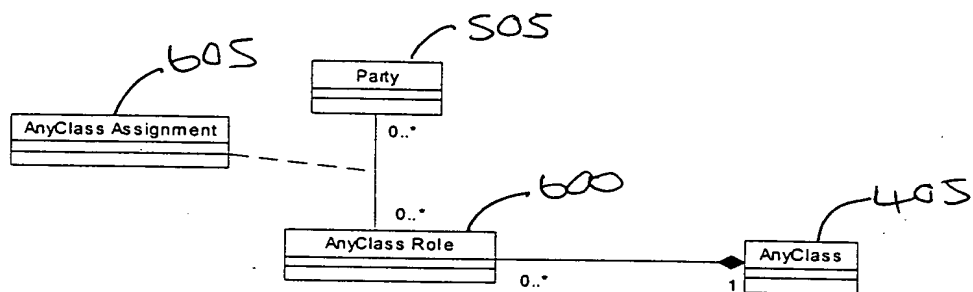 605
505
Party
AnyClass Assignment
0..*
0..*
600
405
AnyClass Role
AnyClass
0..*
1